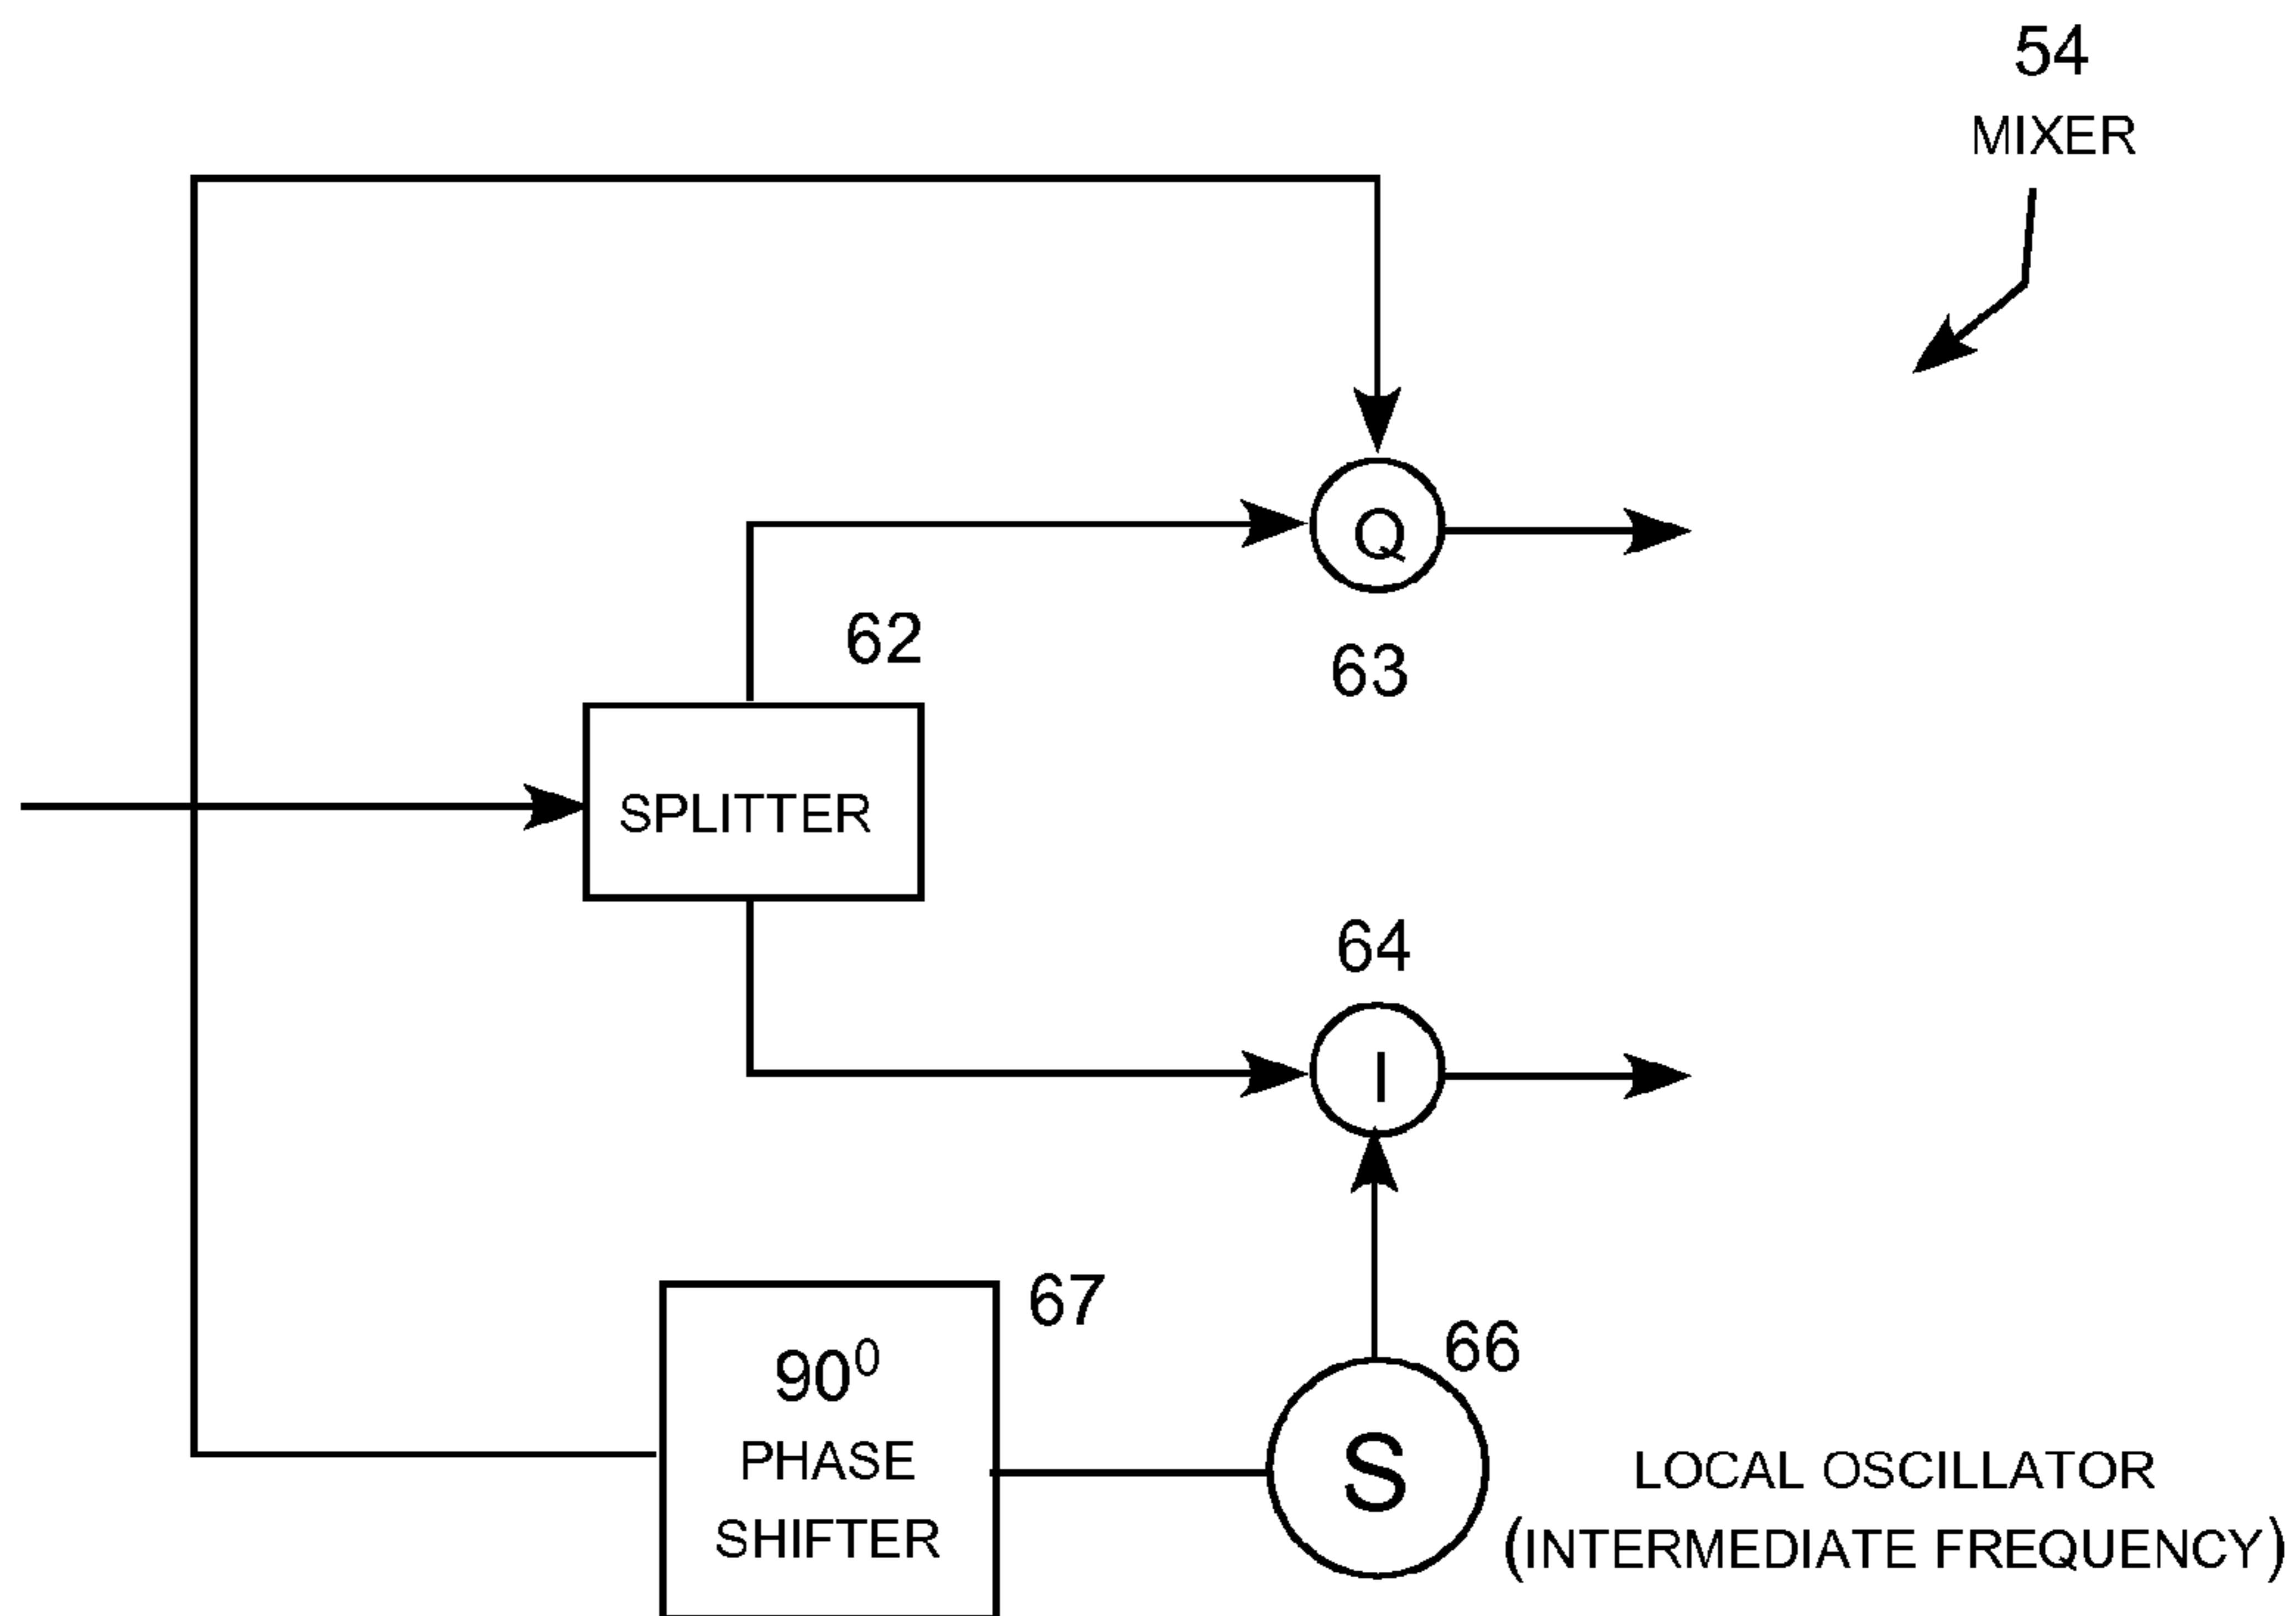 54
MIXER
Q
62
63
SPLITTER
64
I
67
90⁰
PHASE
SHIFTER
66
S
LOCAL OSCILLATOR
(INTERMEDIATE FREQUENCY)